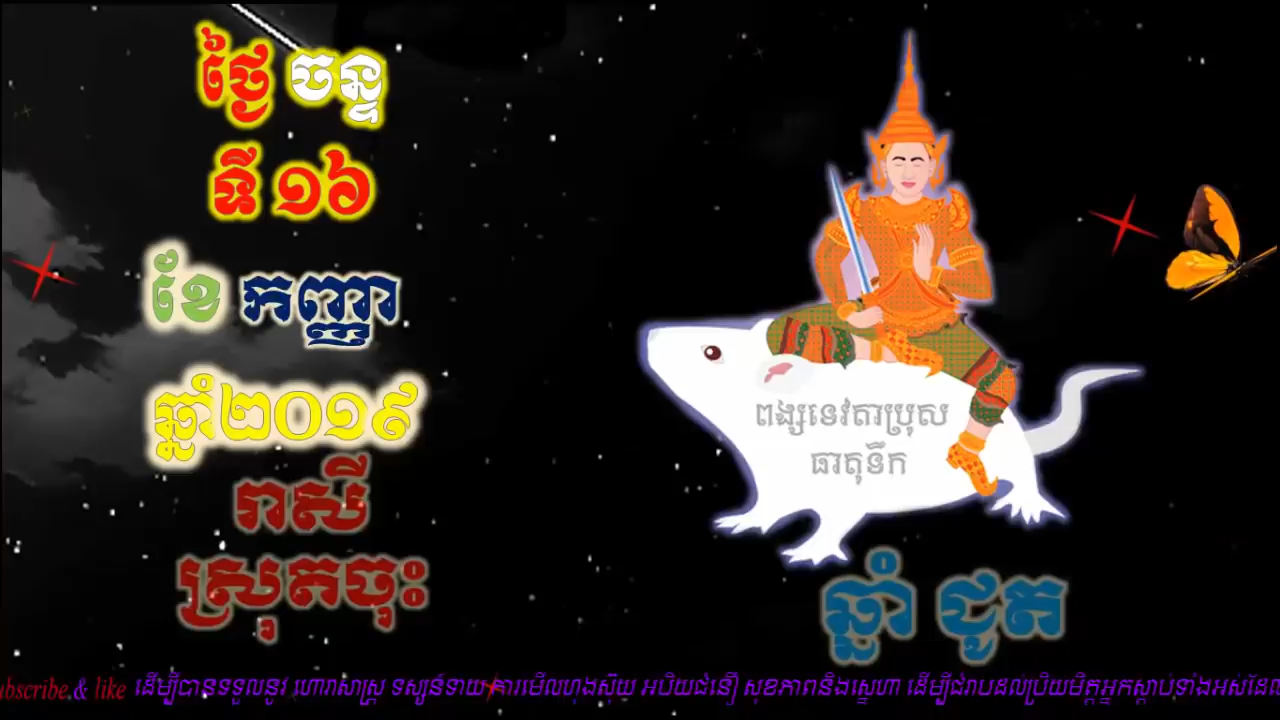 ថ្ងៃ ចន្ទ
ទី ១៦
ខែ កញ្ញា
ឆ្នាំ២០១៩
រាសី
ស្រុតចុះ
ពង្សទេវតាប្រុស
ធាតុទឹក
ឆ្នាំ ជូត
ubscribe & like ដើម្បីបានទទួលនូវ ហោរាសាស្ត្រ ទស្សន៍ទាយ ការមើលហុងស៊ុយ អបិយជំនឿ សុខភាពនិងស្នេហា ដើម្បីជំរាបដល់ប្រិយមិត្តអ្នកស្តាប់ទាំងអស់ដែល